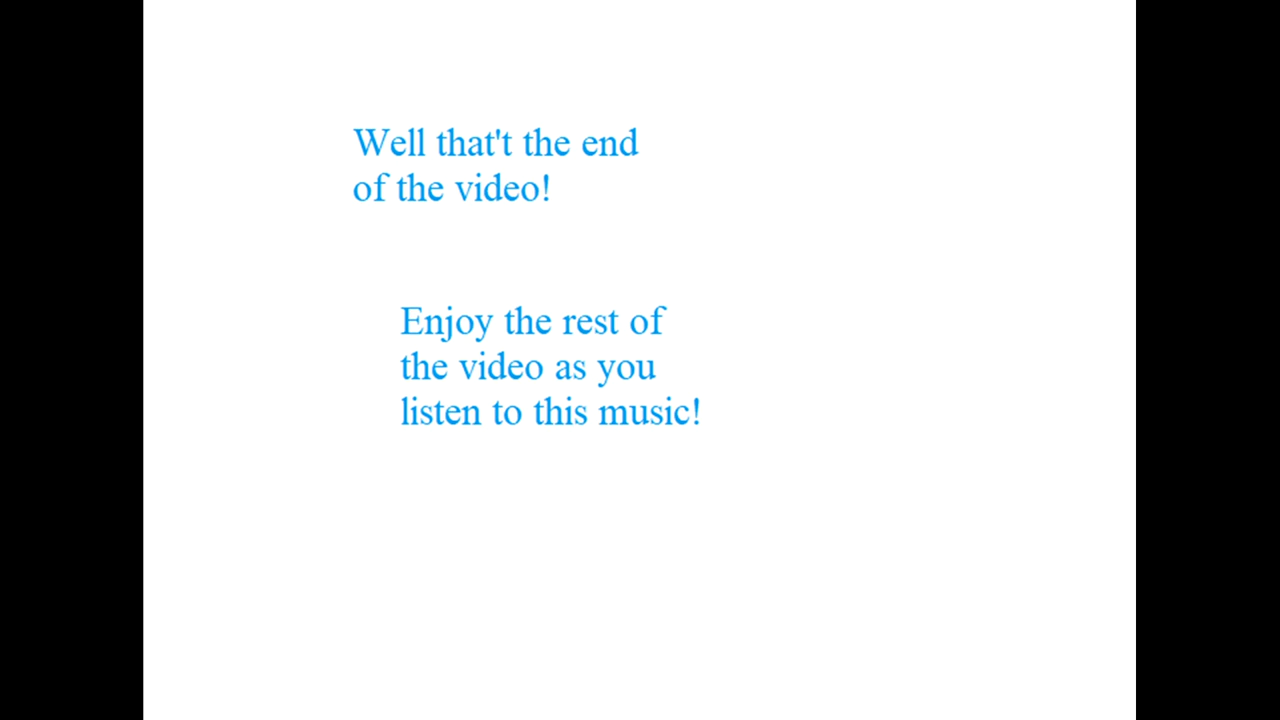 Well that't the end
of the video!
Enjoy the rest of
the video as you
listen to this music!